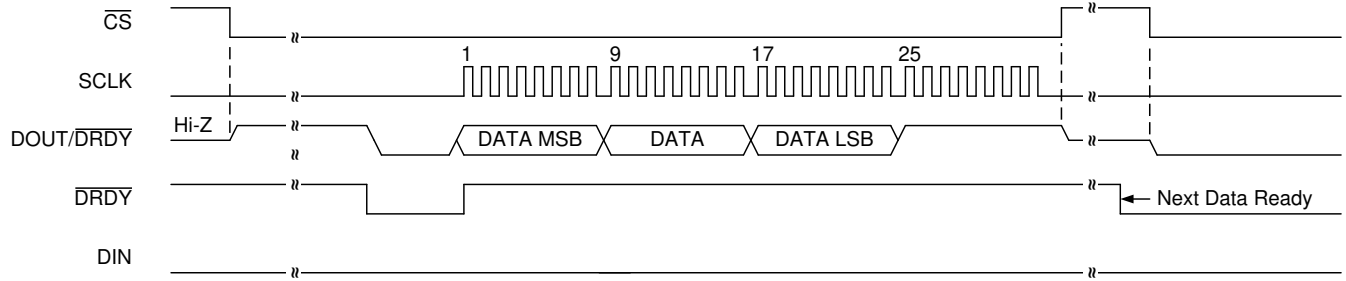 CS
1 9 17 25
SCLK
Hi-Z
DOUT/DRDY
DATA MSB DATA DATA LSB
DRDY
Next Data Ready
DIN